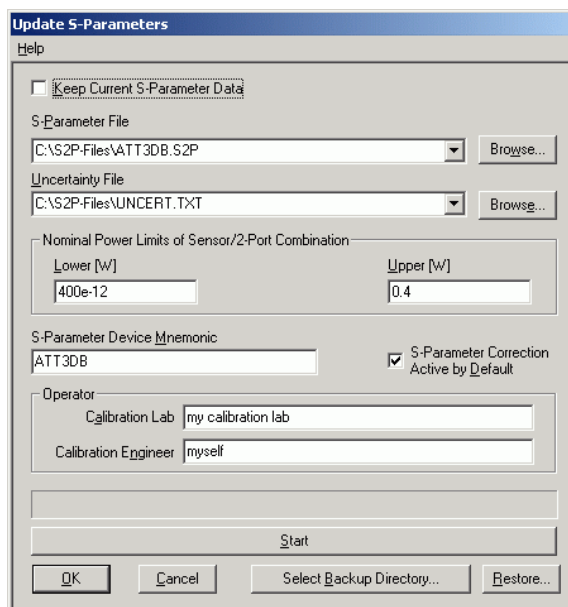 Update S-Parameters
Help
Keep Current S-Parameter Data
S-Parameter File
C:\S2P-Files\ATT3DB.S2P
Browse...
Uncertainty File
C:\S2P-Files\UNCERT.TXT
Browse...
Nominal Power Limits of Sensor/2-Port Combination
Lower [W] Upper [W]
400e-12 0.4
S-Parameter Device Mnemonic
ATT3DB
S-Parameter Correction
Active by Default
Operator
Calibration Lab my calibration lab
Calibration Engineer myself
Start
OK Cancel Select Backup Directory... Restore...